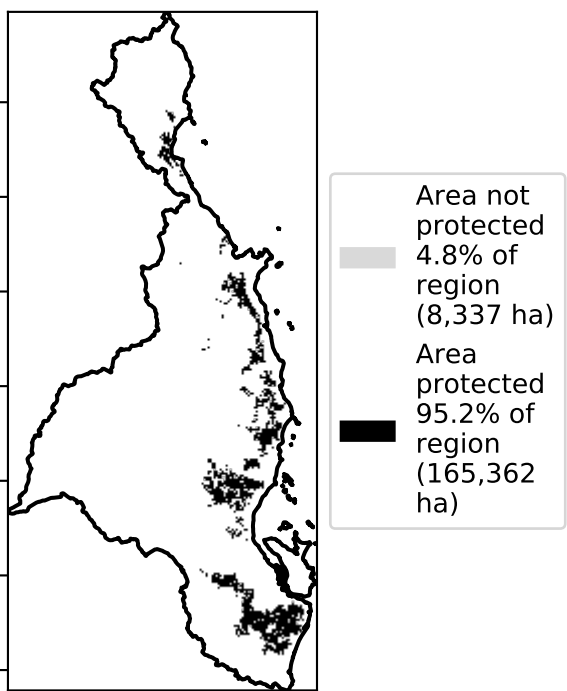 Area not
protected
4.8% of
region
(8,337 ha)
Area
protected
95.2% of
region
(165,362
ha)